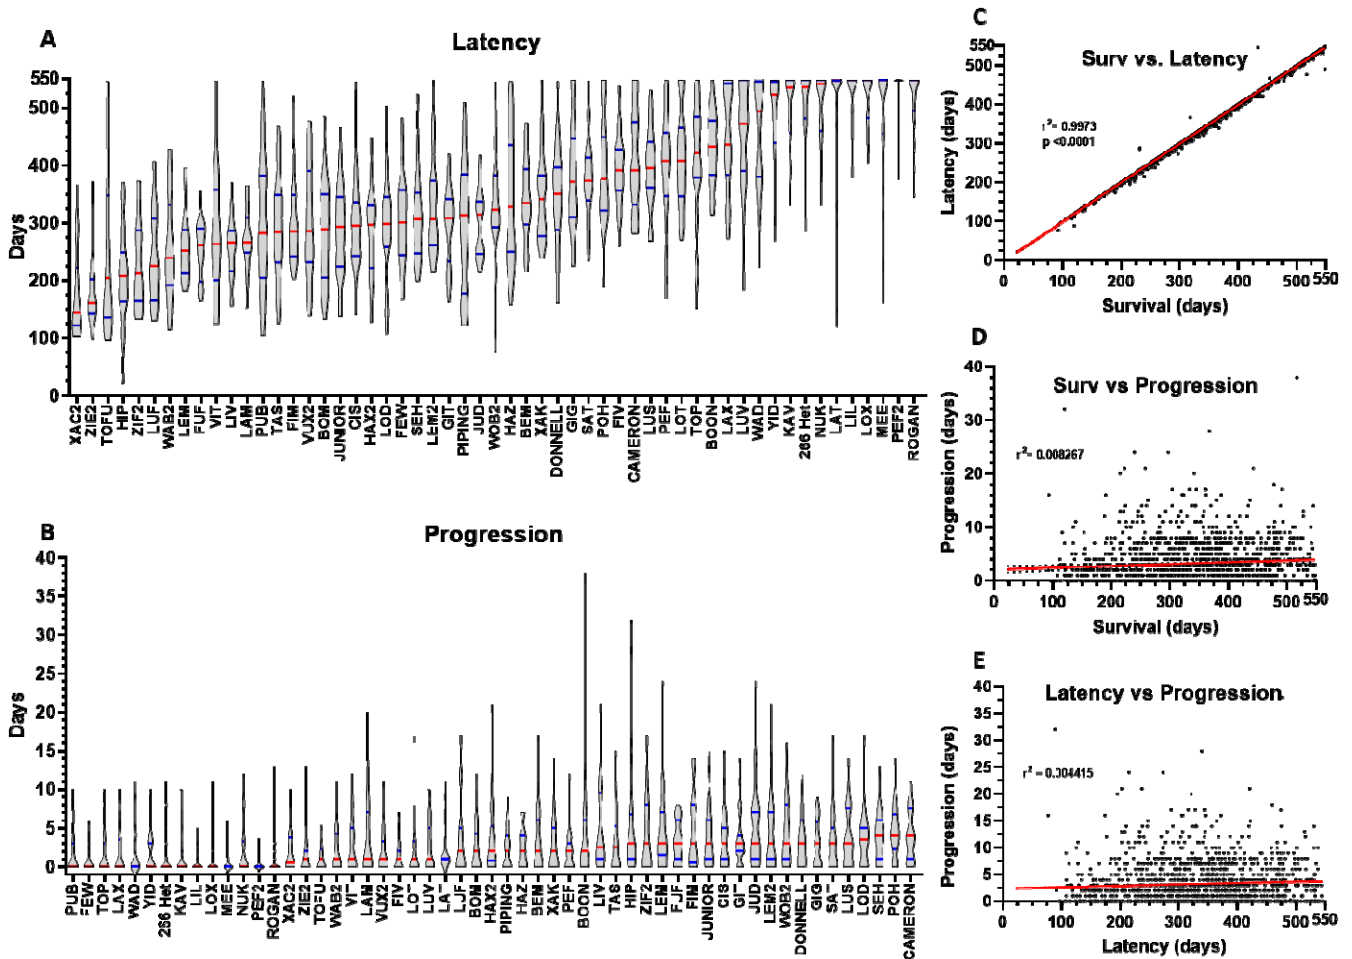 A
Latency
Days
550
500
400
300
200
100
0
XAC2 ZIE2 TOFU HIP ZIF2 LUF WAB2 LEM FUF VIT LIV LAM PUB TAS FIM VUX2 BOM JUNIOR CIS HAX2 LOD FEW SEH LEM2 GIT PIPING JUD WOB2 HAZ BEM XAK DONNELL GIG SAT POH FIV CAMERON LUS PEF LOT TOP BOON LAX LUV WAD YID KAV 266 Het NUK LAT LIL LOX MEE PEF2 ROGAN
B
Progression
Days
40
35
30
25
20
15
10
5
0
PUB FEW TOP LAX WAD YID 266 Het KAV LIL LOX MEE NUK PEF2 ROGAN XAC2 ZIE2 TOFU WAB2 LAM VUX2 FIV LUV BOM HAX2 PIPING HAZ BEM XAK PEF BOON LIV TAS HIP ZIF2 LEM FIM JUNIOR CIS JUD LEM2 WOB2 DONNELL GIG LUS LOD SEH POH CAMERON
C
Surv vs. Latency
r²= 0.9973
p <0.0001
Latency (days)
550
500
400
300
200
100
0
0 100 200 300 400 500 550
Survival (days)
D
Surv vs Progression
r²= 0.008267
Progression (days)
40
30
20
10
0
0 100 200 300 400 500 550
Survival (days)
E
Latency vs Progression
Progression (days)
40
35
30
25
20
15
10
5
0
0 100 200 300 400 500 550
Latency (days)